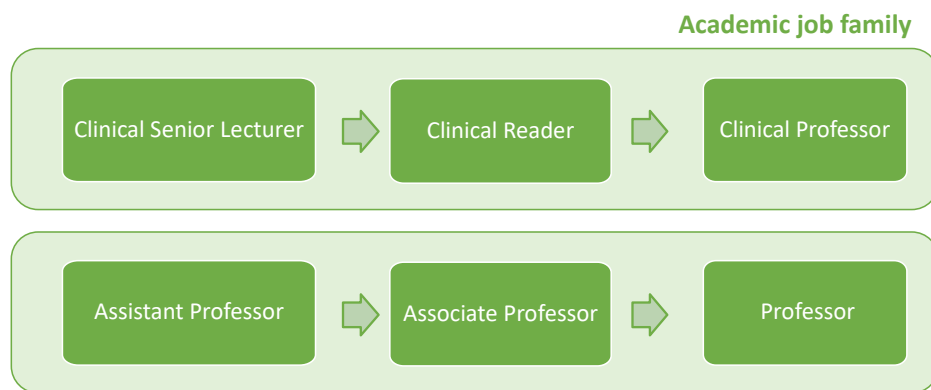 Academic job family
Clinical Senior Lecturer
Clinical Reader
Clinical Professor
Assistant Professor
Associate Professor
Professor